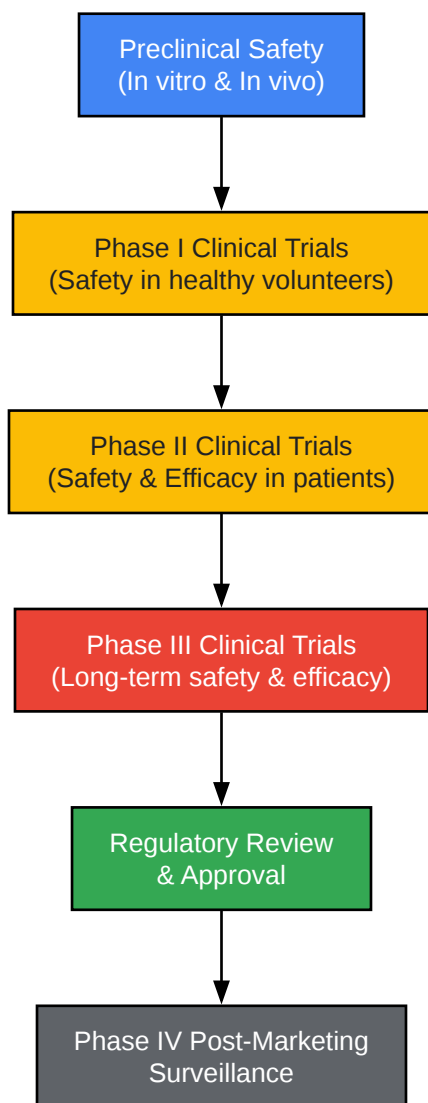 Preclinical Safety
(In vitro & In vivo)
Phase I Clinical Trials
(Safety in healthy volunteers)
Phase II Clinical Trials
(Safety & Efficacy in patients)
Phase III Clinical Trials
(Long-term safety & efficacy)
Regulatory Review
& Approval
Phase IV Post-Marketing
Surveillance